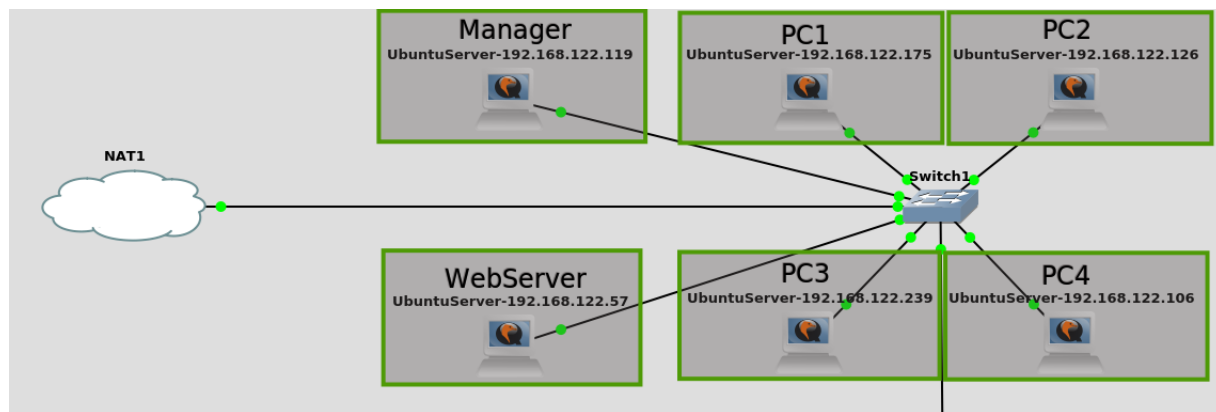 Manager
UbuntuServer-192.168.122.119
PC1
UbuntuServer-192.168.122.175
PC2
UbuntuServer-192.168.122.126
NAT1
Switch1
WebServer
UbuntuServer-192.168.122.57
PC3
UbuntuServer-192.168.122.239
PC4
UbuntuServer-192.168.122.106